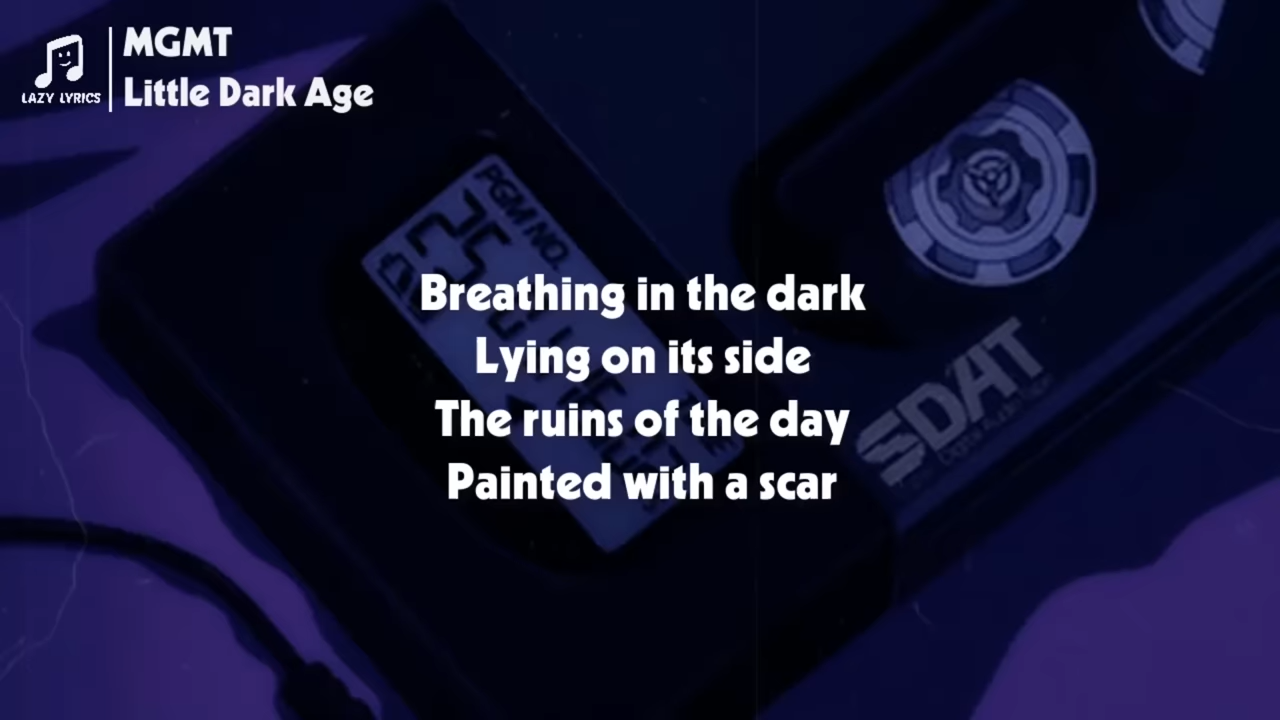 MGMT
Little Dark Age
LAZY LYRICS
PGM NO.
25
Breathing in the dark
Lying on its side
The ruins of the day
Painted with a scar
SDAT